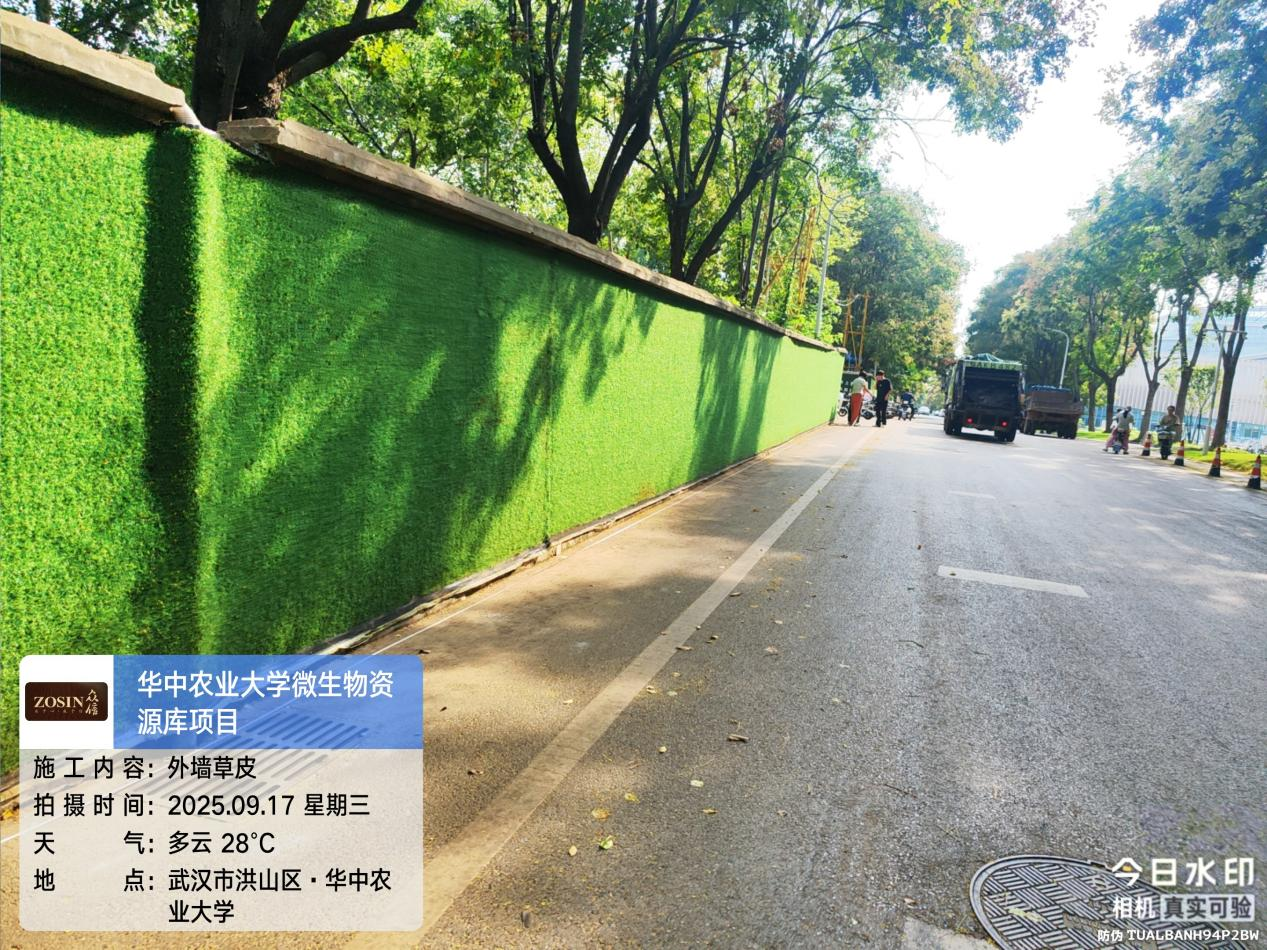 华中农业大学微生物资
源库项目
ZOSIN 众信
施工内容：外墙草皮
拍摄时间：2025.09.17 星期三
天气：多云 28°C
地点：武汉市洪山区·华中农
业大学
今日水印
相机 真实可验
防伪 TUALBANH94P2BW